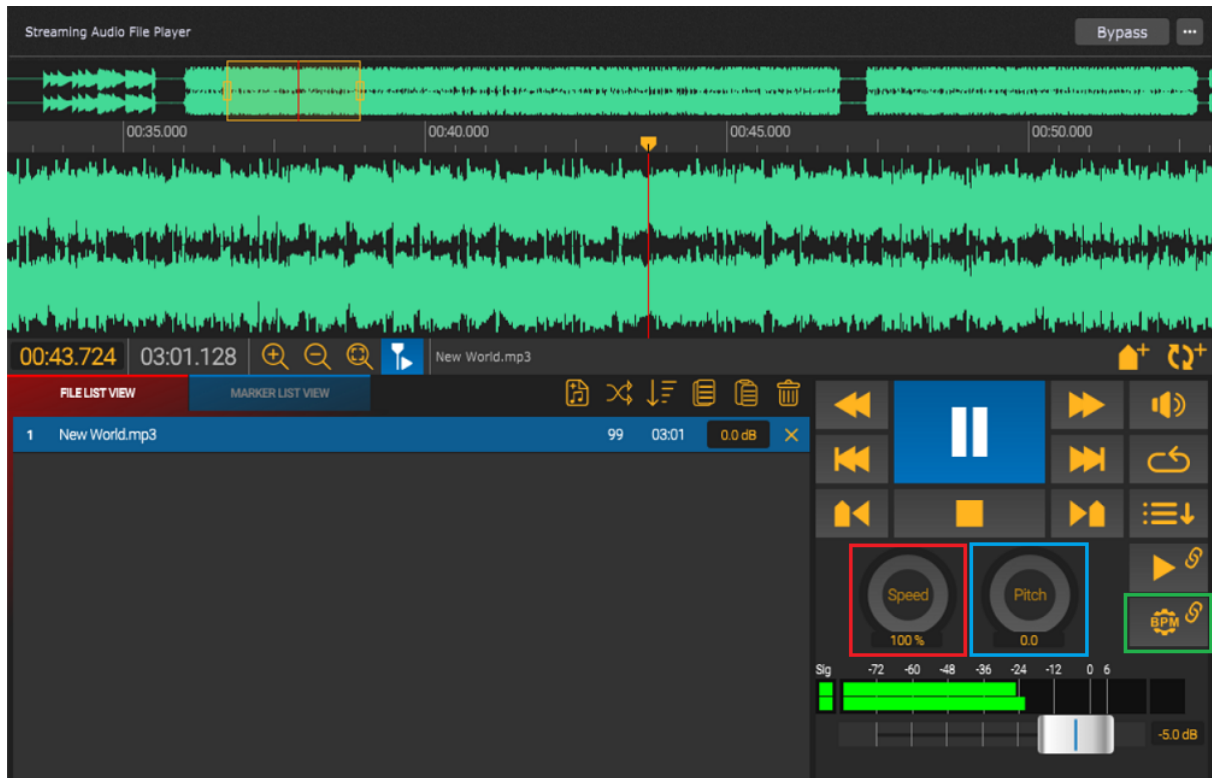 Streaming Audio File Player
Bypass ...
00:35.000 00:40.000 00:45.000 00:50.000
00:43.724 03:01.128 New World.mp3
FILE LIST VIEW MARKER LIST VIEW
1 New World.mp3 99 03:01 0.0 dB
Speed Pitch
100 % 0.0
BPM
Sig -72 -60 -48 -36 -24 -12 0 6
-5.0 dB